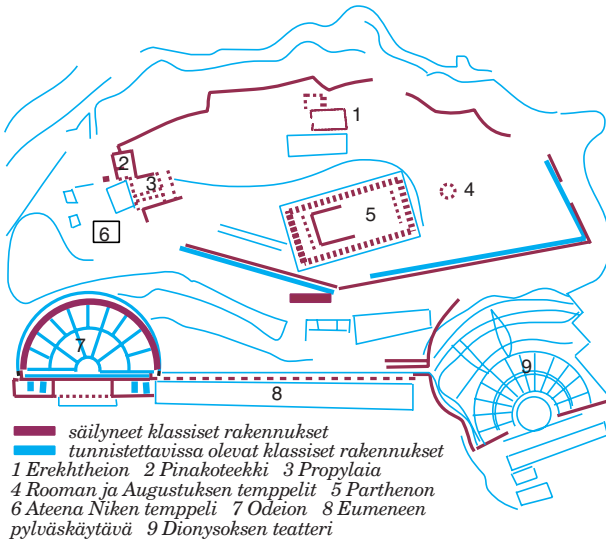 1
2
3
4
5
6
7
8
9
säilyneet klassiset rakennukset
tunnistettavissa olevat klassiset rakennukset
1 Erekhtheion 2 Pinakoteekki 3 Propylaia
4 Rooman ja Augustuksen temppelit 5 Parthenon
6 Ateena Niken temppeli 7 Odeion 8 Eumeneen
pylväskäytävä 9 Dionysoksen teatteri